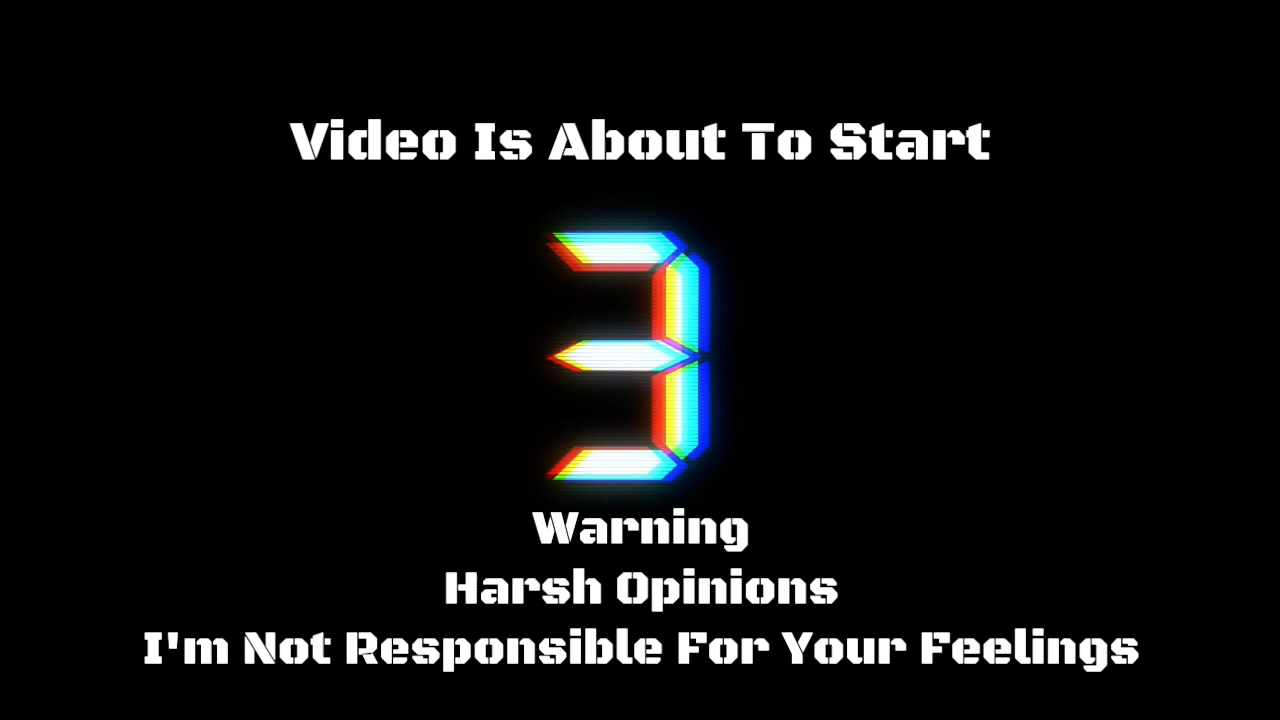 Video Is About To Start
3
Warning
Harsh Opinions
I'm Not Responsible For Your Feelings